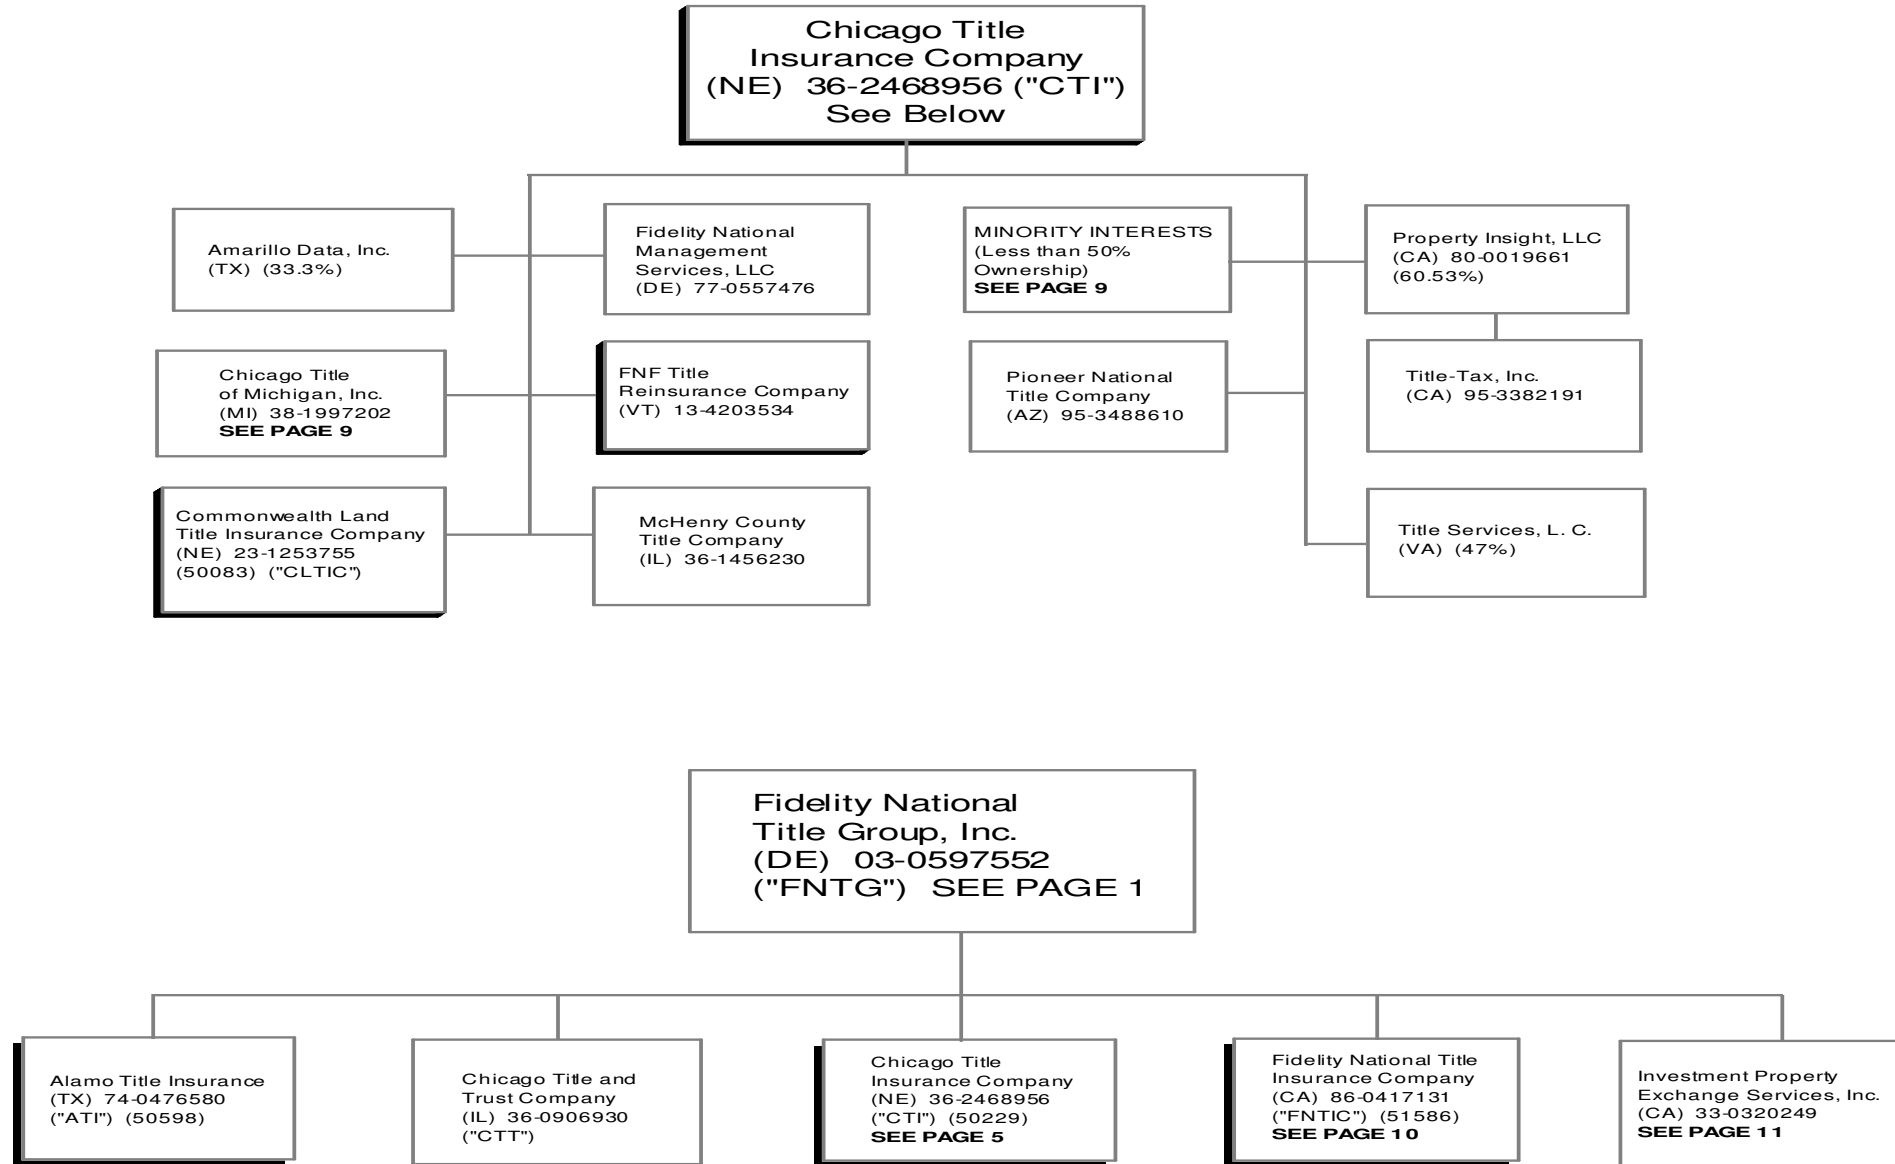 Chicago Title
Insurance Company
(NE) 36-2468956 ("CTI")
See Below
Amarillo Data, Inc.
(TX) (33.3%)
Fidelity National
Management
Services, LLC
(DE) 77-0557476
MINORITY INTERESTS
(Less than 50%
Ownership)
SEE PAGE 9
Property Insight, LLC
(CA) 80-0019661
(60.53%)
Chicago Title
of Michigan, Inc.
(MI) 38-1997202
SEE PAGE 9
FNF Title
Reinsurance Company
(VT) 13-4203534
Pioneer National
Title Company
(AZ) 95-3488610
Title-Tax, Inc.
(CA) 95-3382191
Commonwealth Land
Title Insurance Company
(NE) 23-1253755
(50083) ("CLTIC")
McHenry County
Title Company
(IL) 36-1456230
Title Services, L. C.
(VA) (47%)
Fidelity National
Title Group, Inc.
(DE) 03-0597552
("FNTG") SEE PAGE 1
Alamo Title Insurance
(TX) 74-0476580
("ATI") (50598)
Chicago Title and
Trust Company
(IL) 36-0906930
("CTT")
Chicago Title
Insurance Company
(NE) 36-2468956
("CTI") (50229)
SEE PAGE 5
Fidelity National Title
Insurance Company
(CA) 86-0417131
("FNTIC") (51586)
SEE PAGE 10
Investment Property
Exchange Services, Inc.
(CA) 33-0320249
SEE PAGE 11